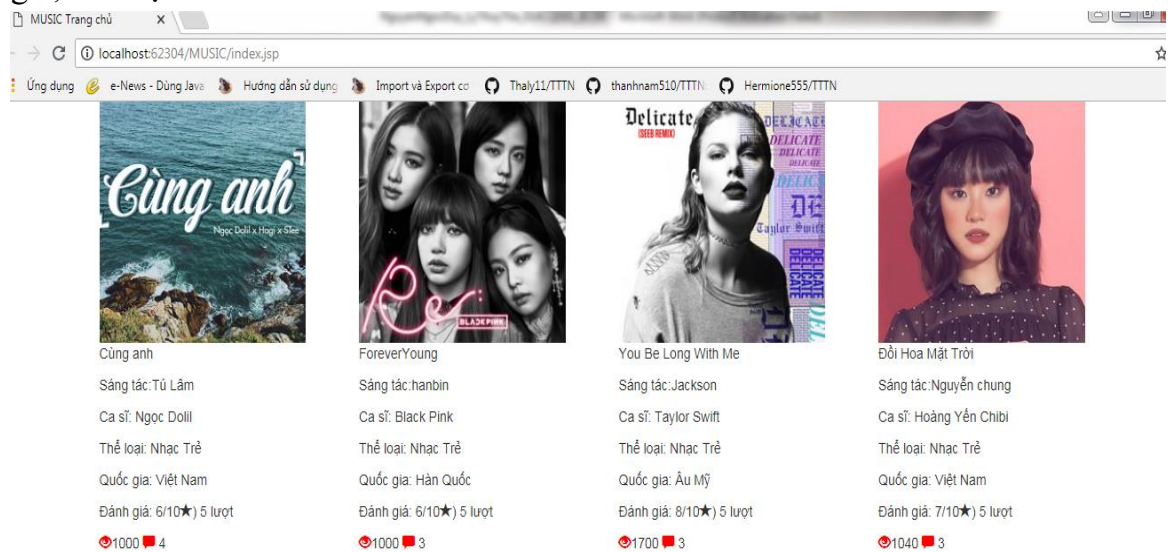 MUSIC Trang chủ x
localhost:62304/MUSIC/index.jsp
Ứng dụng e-News - Dùng Java Hướng dẫn sử dụng Import và Export cơ Thaly11/TTTN thanhnam510/TTTN: Hermione555/TTTN
Cùng anh
Ngọc Dolil x Hagi x Stee
Re:
BLACKPINK
Delicate
(SEEB REMIX)
DELICATE
DELICATE
DELICATE
DELICATE
Taylor Swift
DELICATE
DELICATE
DELICATE
Cùng anh
Sáng tác:Tú Lâm
Ca sĩ: Ngọc Dolil
Thể loại: Nhạc Trẻ
Quốc gia: Việt Nam
Đánh giá: 6/10★) 5 lượt
1000 4
ForeverYoung
Sáng tác:hanbin
Ca sĩ: Black Pink
Thể loại: Nhạc Trẻ
Quốc gia: Hàn Quốc
Đánh giá: 6/10★) 5 lượt
1000 3
You Be Long With Me
Sáng tác:Jackson
Ca sĩ: Taylor Swift
Thể loại: Nhạc Trẻ
Quốc gia: Âu Mỹ
Đánh giá: 8/10★) 5 lượt
1700 3
Đồi Hoa Mặt Trời
Sáng tác:Nguyễn chung
Ca sĩ: Hoàng Yến Chibi
Thể loại: Nhạc Trẻ
Quốc gia: Việt Nam
Đánh giá: 7/10★) 5 lượt
1040 3